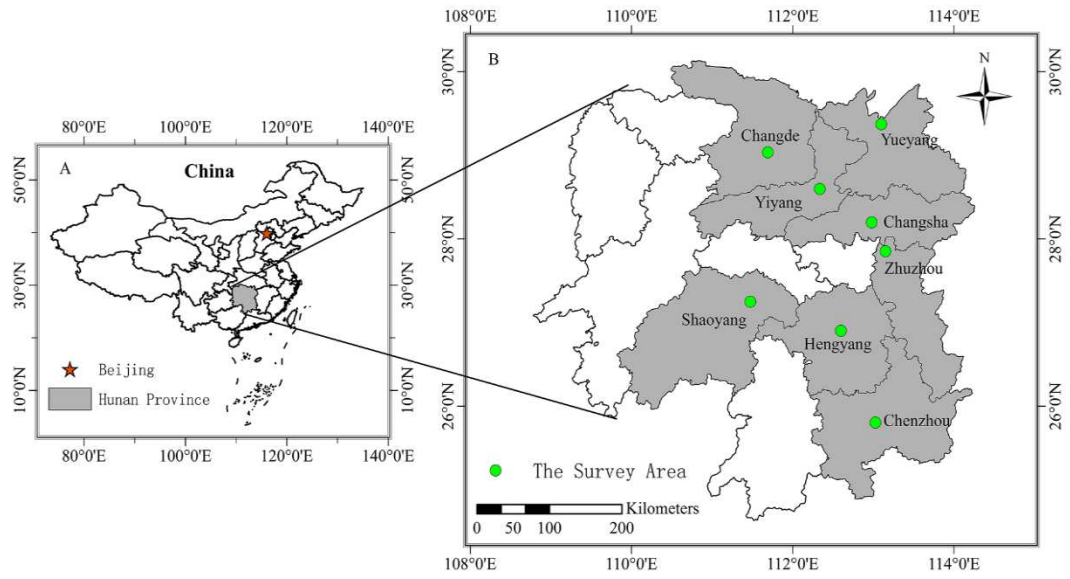 A
China
80°0'E 100°0'E 120°0'E 140°0'E
50°0'N
30°0'N
10°0'N
50°0'N
30°0'N
10°0'N
Beijing
Hunan Province
80°0'E 100°0'E 120°0'E 140°0'E
108°0'E 110°0'E 112°0'E 114°0'E
B
N
30°0'N
28°0'N
26°0'N
30°0'N
28°0'N
26°0'N
Changde
Yueyang
Yiyang
Changsha
Zhuzhou
Shaoyang
Hengyang
Chenzhou
The Survey Area
Kilometers
0 50 100 200
108°0'E 110°0'E 112°0'E 114°0'E